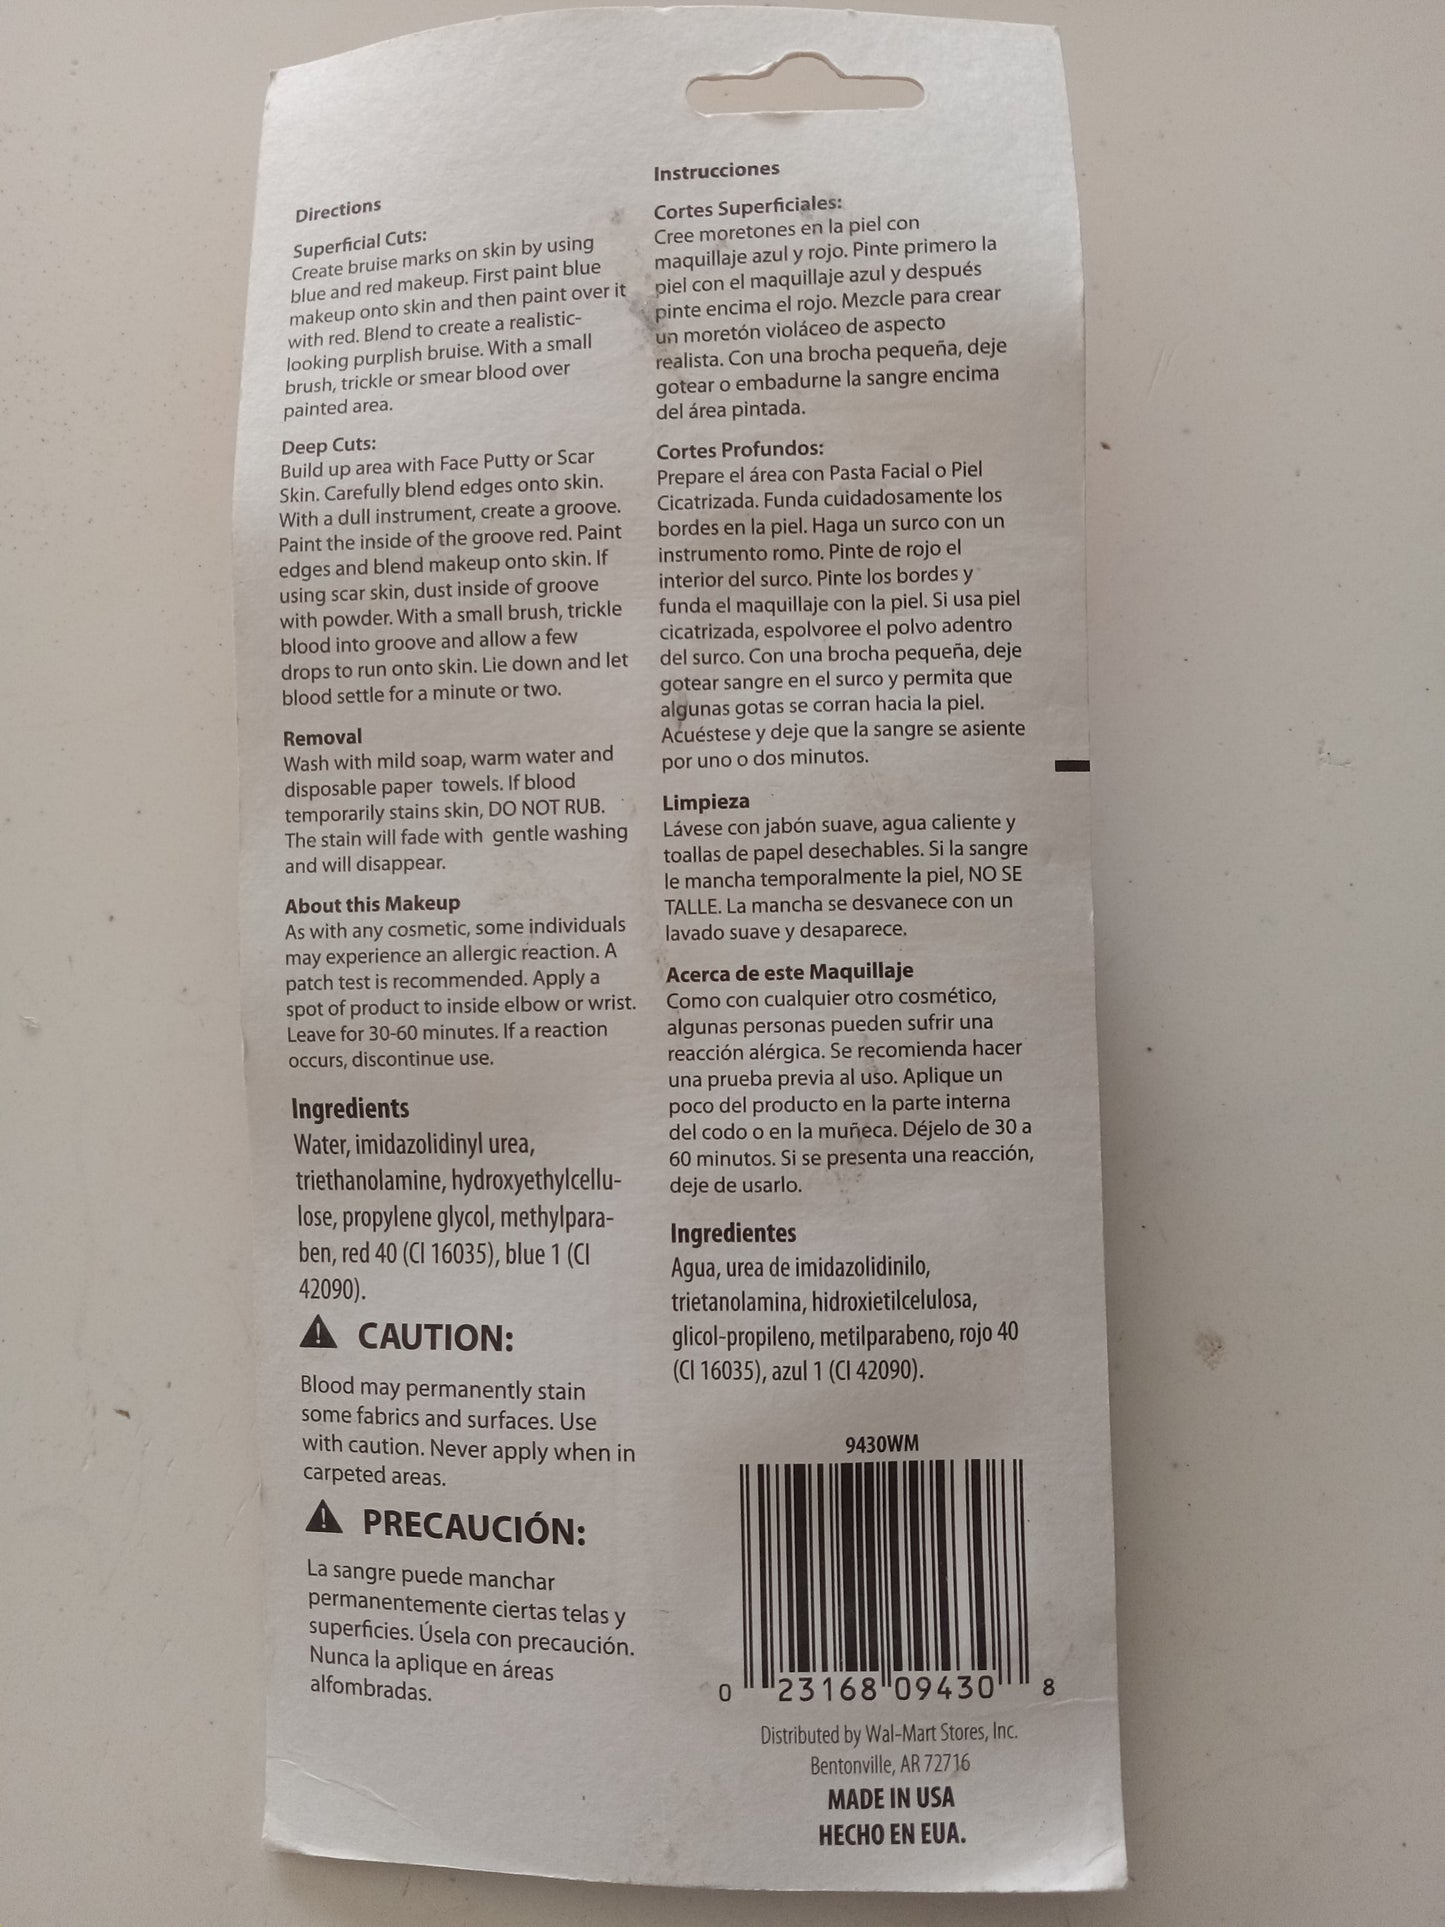 Directions
Superficial Cuts:
Create bruise marks on skin by using
blue and red makeup. First paint blue
makeup onto skin and then paint over it
with red. Blend to create a realistic-
looking purplish bruise. With a small
brush, trickle or smear blood over
painted area.
Deep Cuts:
Build up area with Face Putty or Scar
Skin. Carefully blend edges onto skin.
With a dull instrument, create a groove.
Paint the inside of the groove red. Paint
edges and blend makeup onto skin. If
using scar skin, dust inside of groove
with powder. With a small brush, trickle
blood into groove and allow a few
drops to run onto skin. Lie down and let
blood settle for a minute or two.
Removal
Wash with mild soap, warm water and
disposable paper towels. If blood
temporarily stains skin, DO NOT RUB.
The stain will fade with gentle washing
and will disappear.
About this Makeup
As with any cosmetic, some individuals
may experience an allergic reaction. A
patch test is recommended. Apply a
spot of product to inside elbow or wrist.
Leave for 30-60 minutes. If a reaction
occurs, discontinue use.
Ingredients
Water, imidazolidinyl urea,
triethanolamine, hydroxyethylcellu-
lose, propylene glycol, methylpara-
ben, red 40 (CI 16035), blue 1 (CI
42090).
CAUTION:
Blood may permanently stain
some fabrics and surfaces. Use
with caution. Never apply when in
carpeted areas.
PRECAUCIÓN:
La sangre puede manchar
permanentemente ciertas telas y
superficies. Úsela con precaución.
Nunca la aplique en áreas
alfombradas.
Instrucciones
Cortes Superficiales:
Cree moretones en la piel con
maquillaje azul y rojo. Pinte primero la
piel con el maquillaje azul y después
pinte encima el rojo. Mezcle para crear
un moretón violáceo de aspecto
realista. Con una brocha pequeña, deje
gotear o embadurne la sangre encima
del área pintada.
Cortes Profundos:
Prepare el área con Pasta Facial o Piel
Cicatrizada. Funda cuidadosamente los
bordes en la piel. Haga un surco con un
instrumento romo. Pinte de rojo el
interior del surco. Pinte los bordes y
funda el maquillaje con la piel. Si usa piel
cicatrizada, espolvoree el polvo adentro
del surco. Con una brocha pequeña, deje
gotear sangre en el surco y permita que
algunas gotas se corran hacia la piel.
Acuéstese y deje que la sangre se asiente
por uno o dos minutos.
Limpieza
Lávese con jabón suave, agua caliente y
toallas de papel desechables. Si la sangre
le mancha temporalmente la piel, NO SE
TALLE. La mancha se desvanece con un
lavado suave y desaparece.
Acerca de este Maquillaje
Como con cualquier otro cosmético,
algunas personas pueden sufrir una
reacción alérgica. Se recomienda hacer
una prueba previa al uso. Aplique un
poco del producto en la parte interna
del codo o en la muñeca. Déjelo de 30 a
60 minutos. Si se presenta una reacción,
deje de usarlo.
Ingredientes
Agua, urea de imidazolidinilo,
trietanolamina, hidroxietilcelulosa,
glicol-propileno, metilparabeno, rojo 40
(CI 16035), azul 1 (CI 42090).
9430WM
0 23168 09430 8
Distributed by Wal-Mart Stores, Inc.
Bentonville, AR 72716
MADE IN USA
HECHO EN EUA.